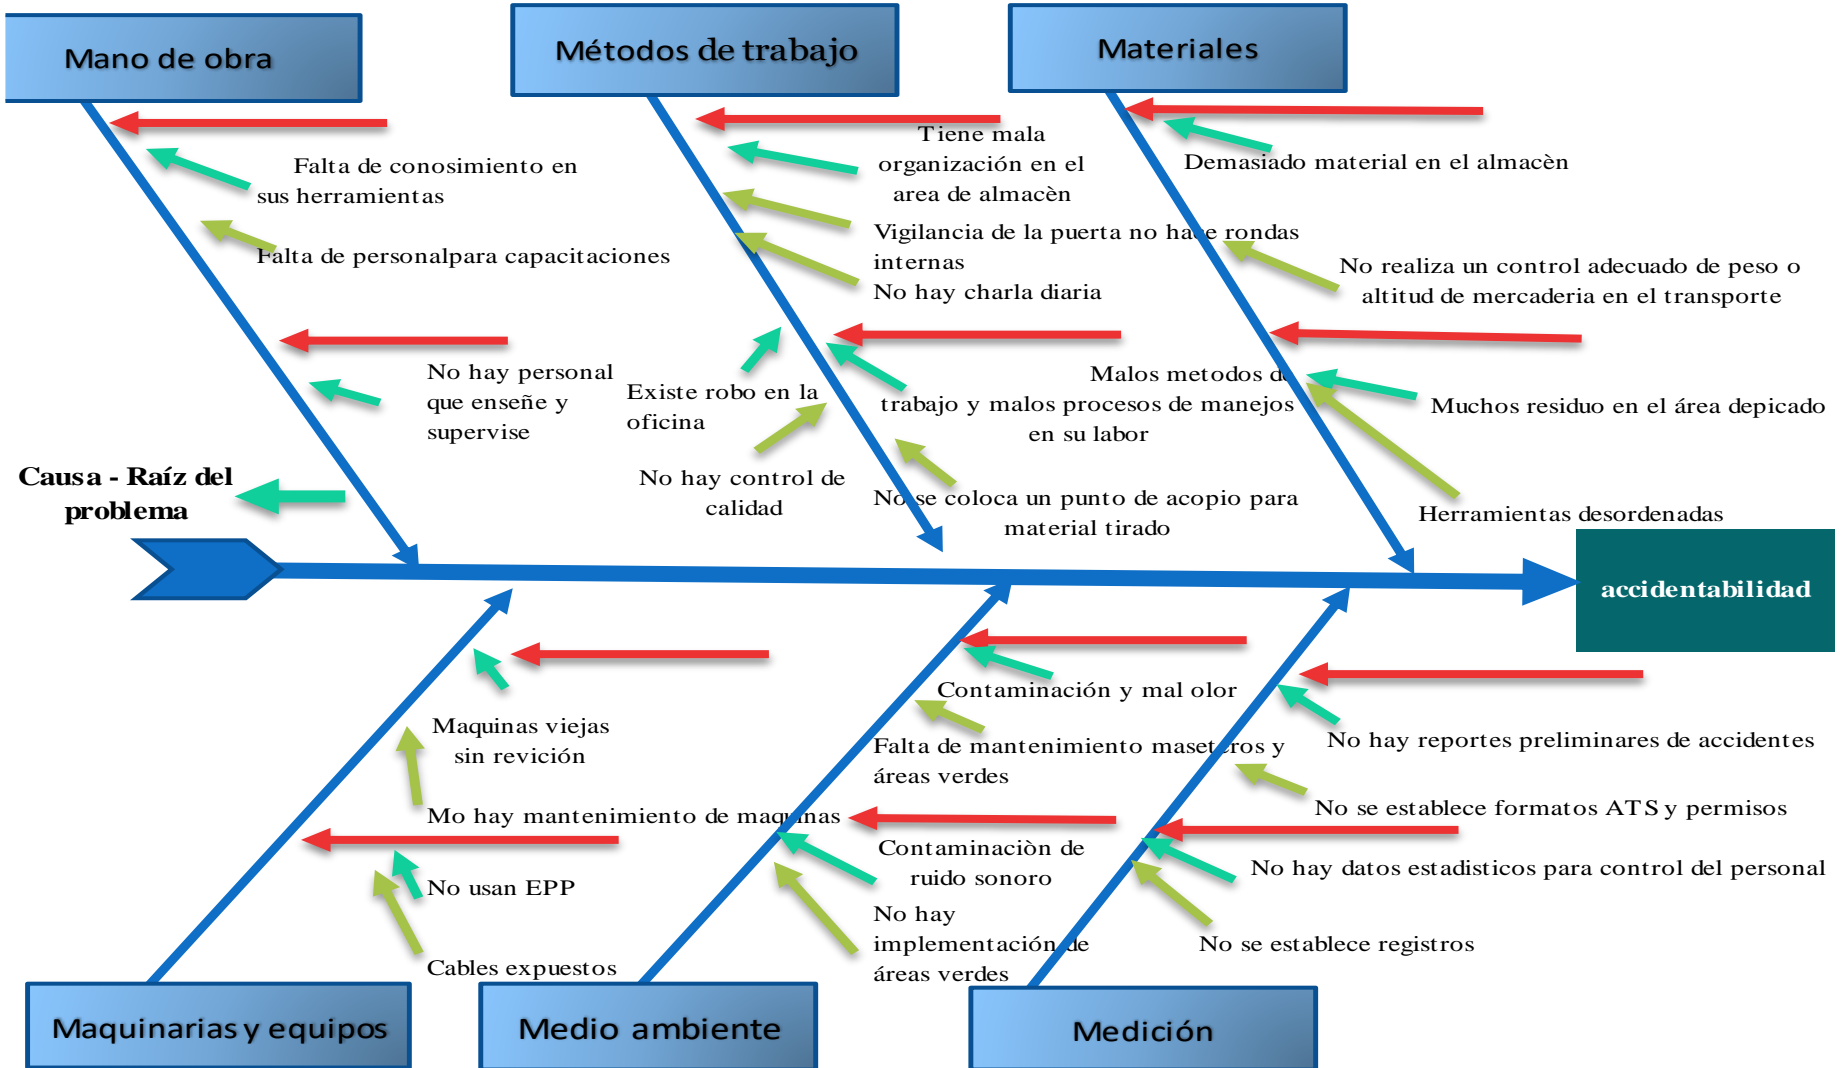 Mano de obra
Métodos de trabajo
Materiales
Falta de conosimiento en
sus herramientas
Falta de personalpara capacitaciones
No hay personal
que enseñe y
supervise
Tiene mala
organización en el
area de almacèn
Vigilancia de la puerta no hace rondas
internas
No hay charla diaria
Existe robo en la
oficina
No hay control de
calidad
Malos metodos de
trabajo y malos procesos de manejos
en su labor
No se coloca un punto de acopio para
material tirado
Demasiado material en el almacèn
No realiza un control adecuado de peso o
altitud de mercaderia en el transporte
Muchos residuo en el área depicado
Herramientas desordenadas
Causa - Raíz del
problema
accidentabilidad
Maquinas viejas
sin revición
Mo hay mantenimiento de maquinas
No usan EPP
Cables expuestos
Contaminación y mal olor
Falta de mantenimiento maseteros y
áreas verdes
Contaminaciòn de
ruido sonoro
No hay
implementación de
áreas verdes
No hay reportes preliminares de accidentes
No se establece formatos ATS y permisos
No hay datos estadisticos para control del personal
No se establece registros
Maquinarias y equipos
Medio ambiente
Medición